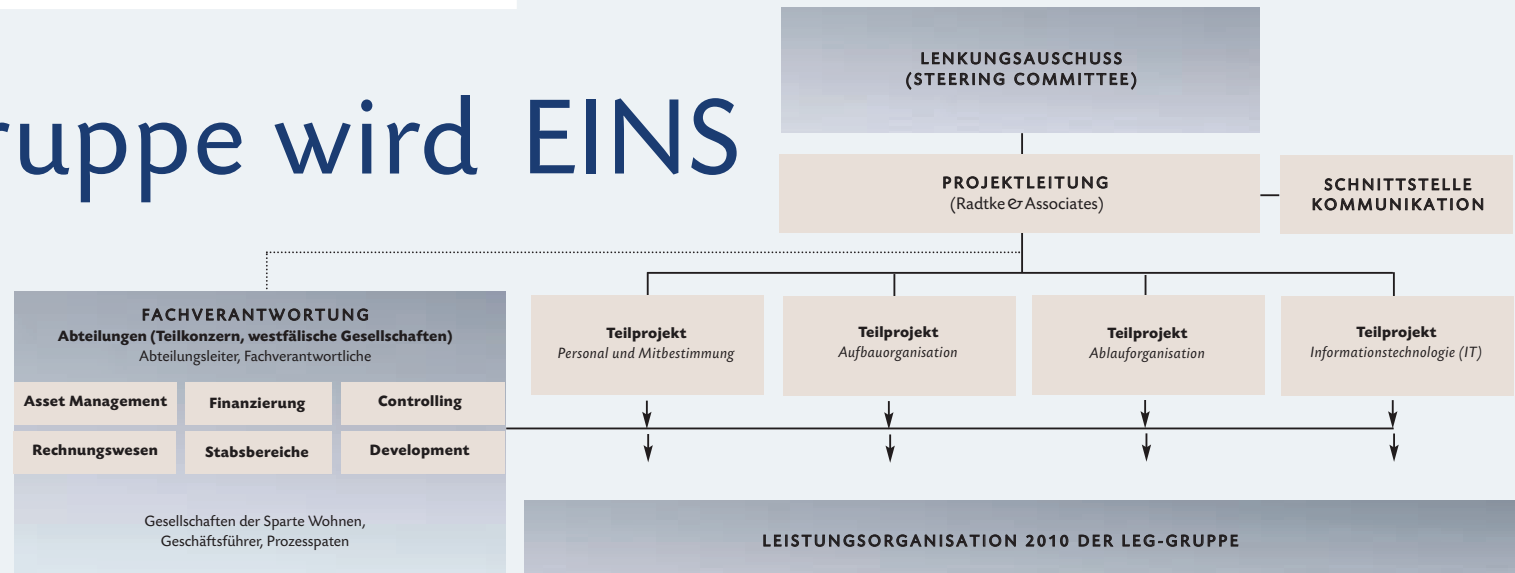 ruppe wird EINS
LENKUNGSAUSCHUSS
(STEERING COMMITTEE)
PROJEKTLEITUNG
(Radtke & Associates)
SCHNITTSTELLE
KOMMUNIKATION
FACHVERANTWORTUNG
Abteilungen (Teilkonzern, westfälische Gesellschaften)
Abteilungsleiter, Fachverantwortliche
Asset Management
Finanzierung
Controlling
Rechnungswesen
Stabsbereiche
Development
Gesellschaften der Sparte Wohnen,
Geschäftsführer, Prozesspaten
Teilprojekt
Personal und Mitbestimmung
Teilprojekt
Aufbauorganisation
Teilprojekt
Ablauforganisation
Teilprojekt
Informationstechnologie (IT)
LEISTUNGSORGANISATION 2010 DER LEG-GRUPPE